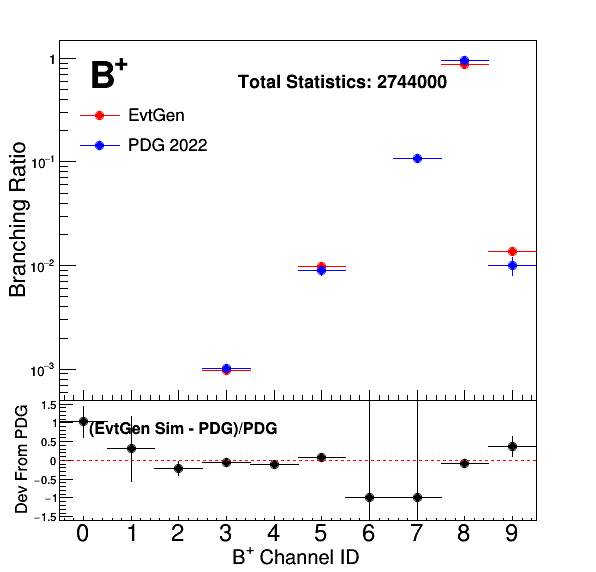 B+
Total Statistics: 2744000
EvtGen
PDG 2022
Branching Ratio
1
10−1
10−2
10−3
(EvtGen Sim - PDG)/PDG
Dev From PDG
1.5
1
0.5
0
−0.5
−1
−1.5
0 1 2 3 4 5 6 7 8 9
B+ Channel ID